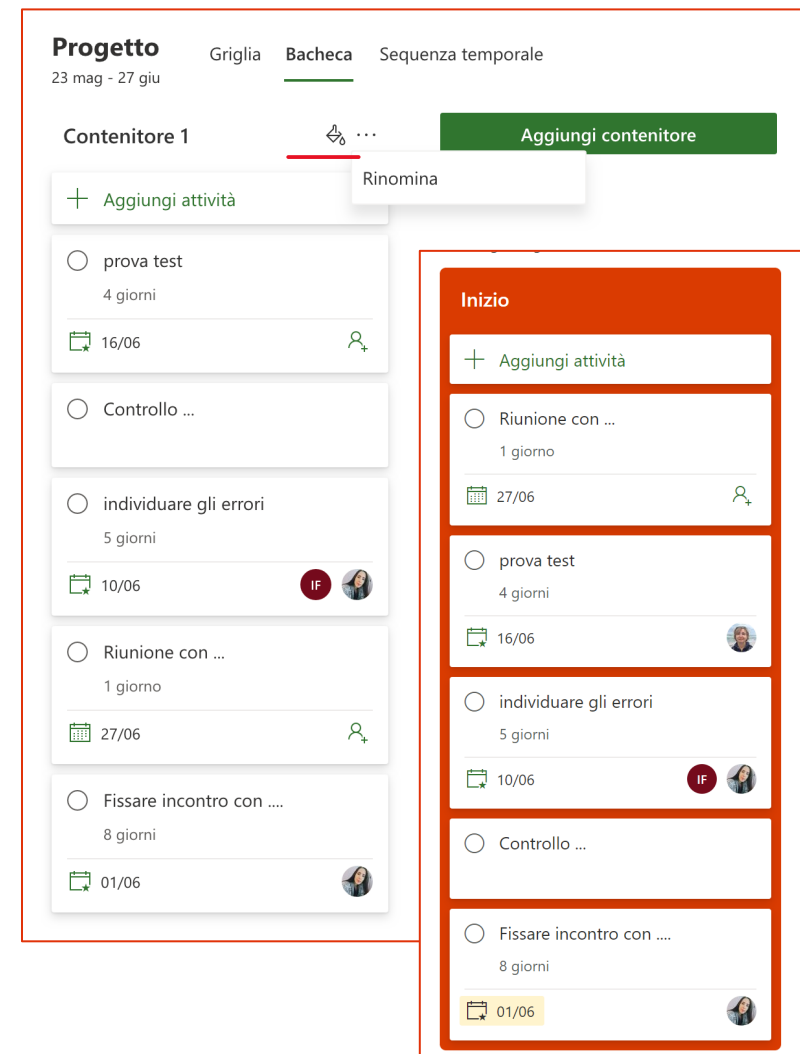 Progetto
Griglia
Bacheca
Sequenza temporale
23 mag - 27 giu
Contenitore 1
Aggiungi contenitore
Rinomina
Aggiungi attività
prova test
4 giorni
16/06
Controllo ...
individuare gli errori
5 giorni
10/06
IF
Riunione con ...
1 giorno
27/06
Fissare incontro con ....
8 giorni
01/06
Inizio
Aggiungi attività
Riunione con ...
1 giorno
27/06
prova test
4 giorni
16/06
individuare gli errori
5 giorni
10/06
IF
Controllo ...
Fissare incontro con ....
8 giorni
01/06